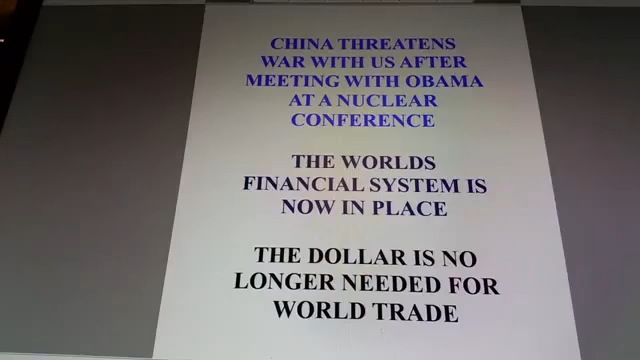 CHINA THREATENS
WAR WITH US AFTER
MEETING WITH OBAMA
AT A NUCLEAR
CONFERENCE
THE WORLDS
FINANCIAL SYSTEM IS
NOW IN PLACE
THE DOLLAR IS NO
LONGER NEEDED FOR
WORLD TRADE